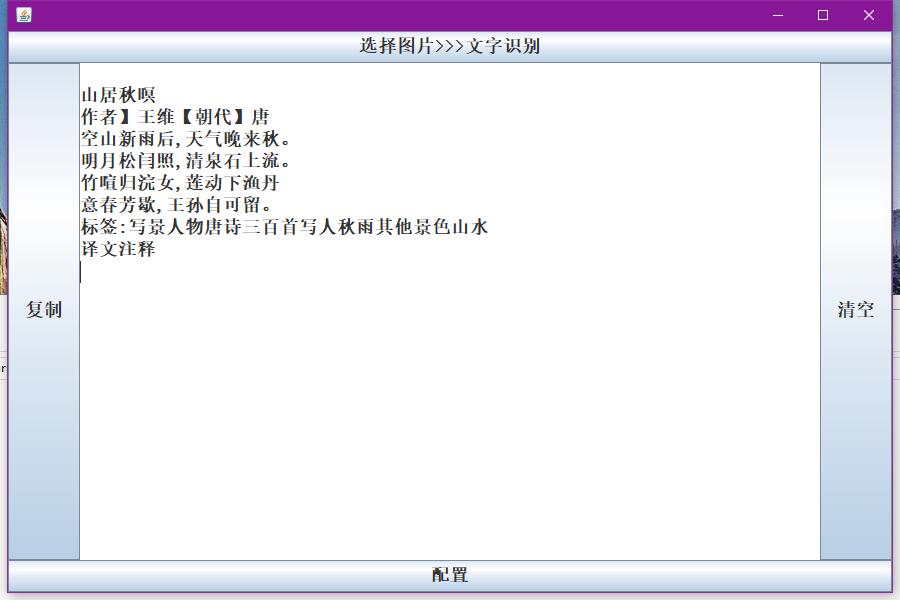 选择图片>>>文字识别
山居秋暝
作者】王维【朝代】唐
空山新雨后,天气晚来秋。
明月松闫照,清泉石上流。
竹喧归浣女,莲动下渔丹
意春芳歇,王孙自可留。
标签:写景人物唐诗三百首写人秋雨其他景色山水
译文注释
复制
清空
配置